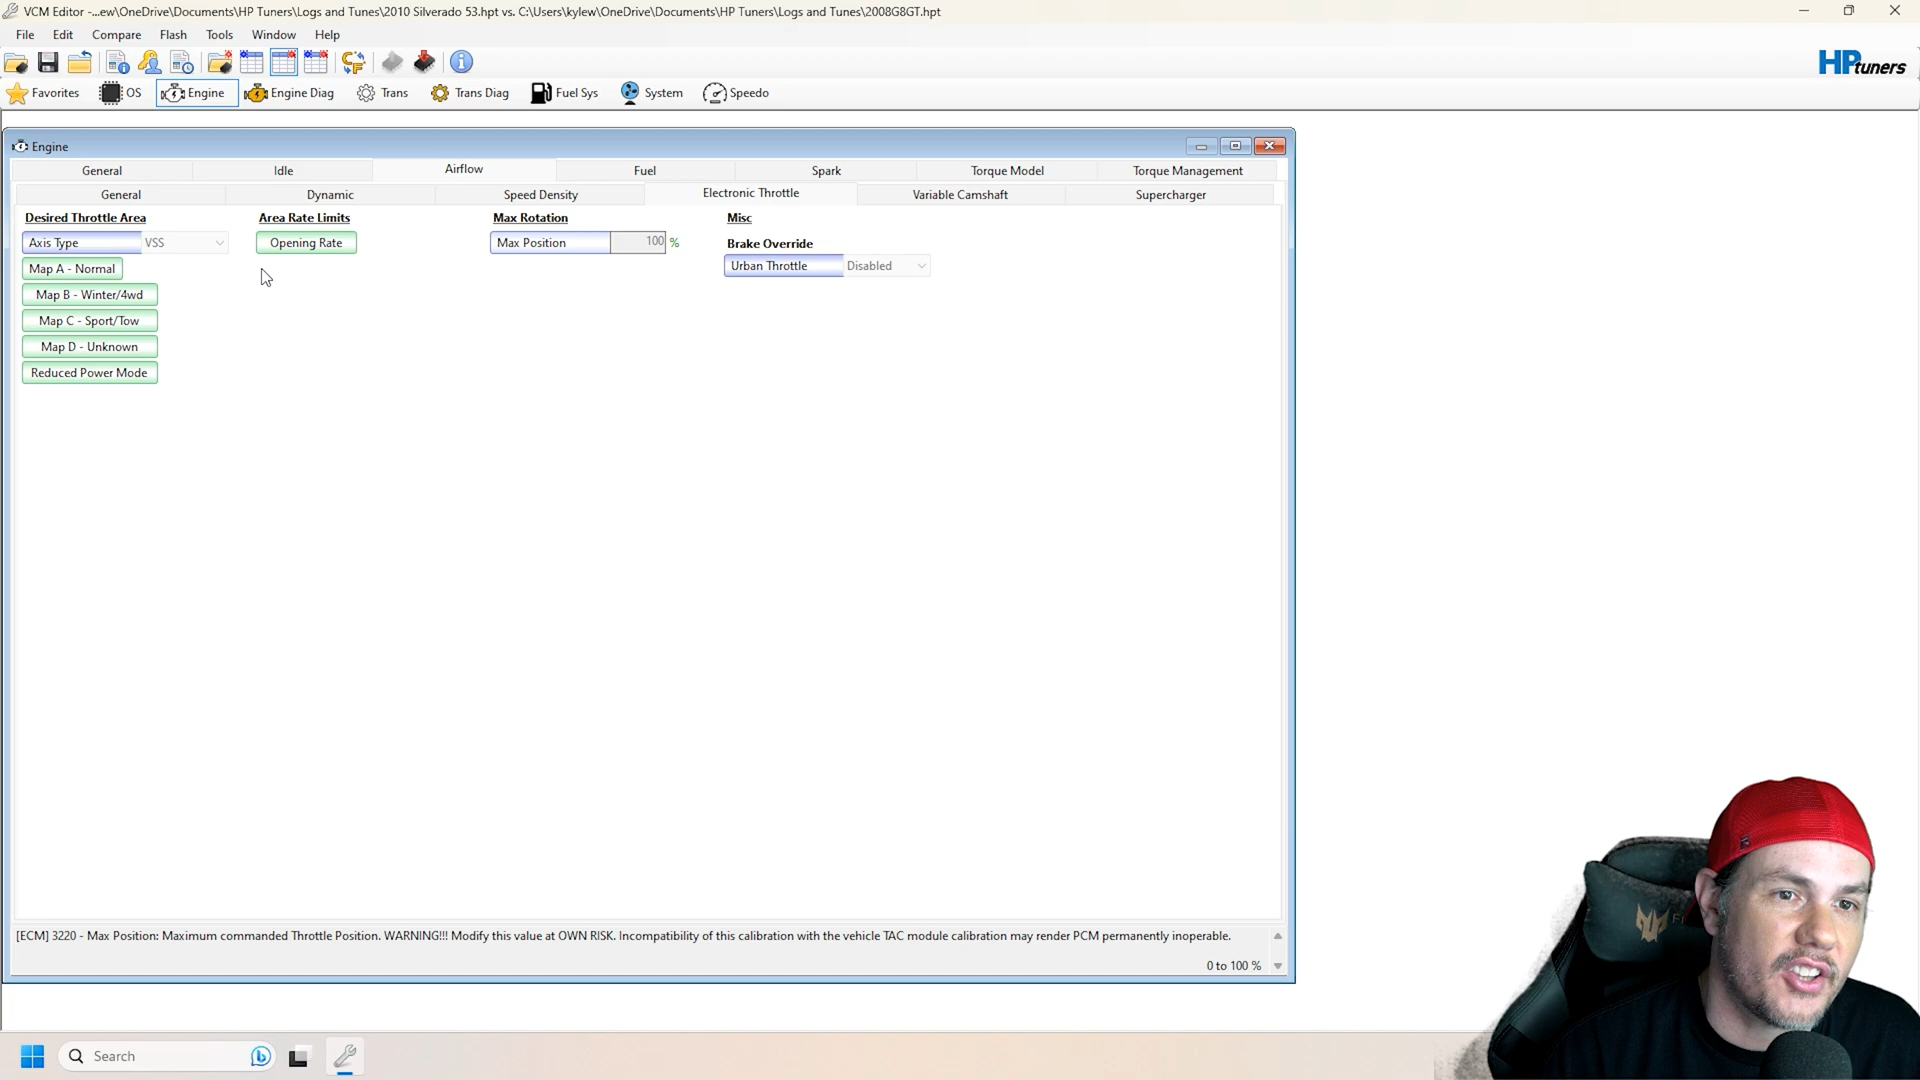 VCM Editor -...ew\OneDrive\Documents\HP Tuners\Logs and Tunes\2010 Silverado 53.hpt vs. C:\Users\kylew\OneDrive\Documents\HP Tuners\Logs and Tunes\2008G8GT.hpt
File Edit Compare Flash Tools Window Help
HPtuners
Favorites OS Engine Engine Diag Trans Trans Diag Fuel Sys System Speedo
Engine
General Idle Airflow Fuel Spark Torque Model Torque Management
General Dynamic Speed Density Electronic Throttle Variable Camshaft Supercharger
Desired Throttle Area Area Rate Limits Max Rotation Misc
Axis Type VSS Opening Rate Max Position 100 % Brake Override
Map A - Normal Urban Throttle Disabled
Map B - Winter/4wd
Map C - Sport/Tow
Map D - Unknown
Reduced Power Mode
[ECM] 3220 - Max Position: Maximum commanded Throttle Position. WARNING!!! Modify this value at OWN RISK. Incompatibility of this calibration with the vehicle TAC module calibration may render PCM permanently inoperable.
0 to 100 %
Search